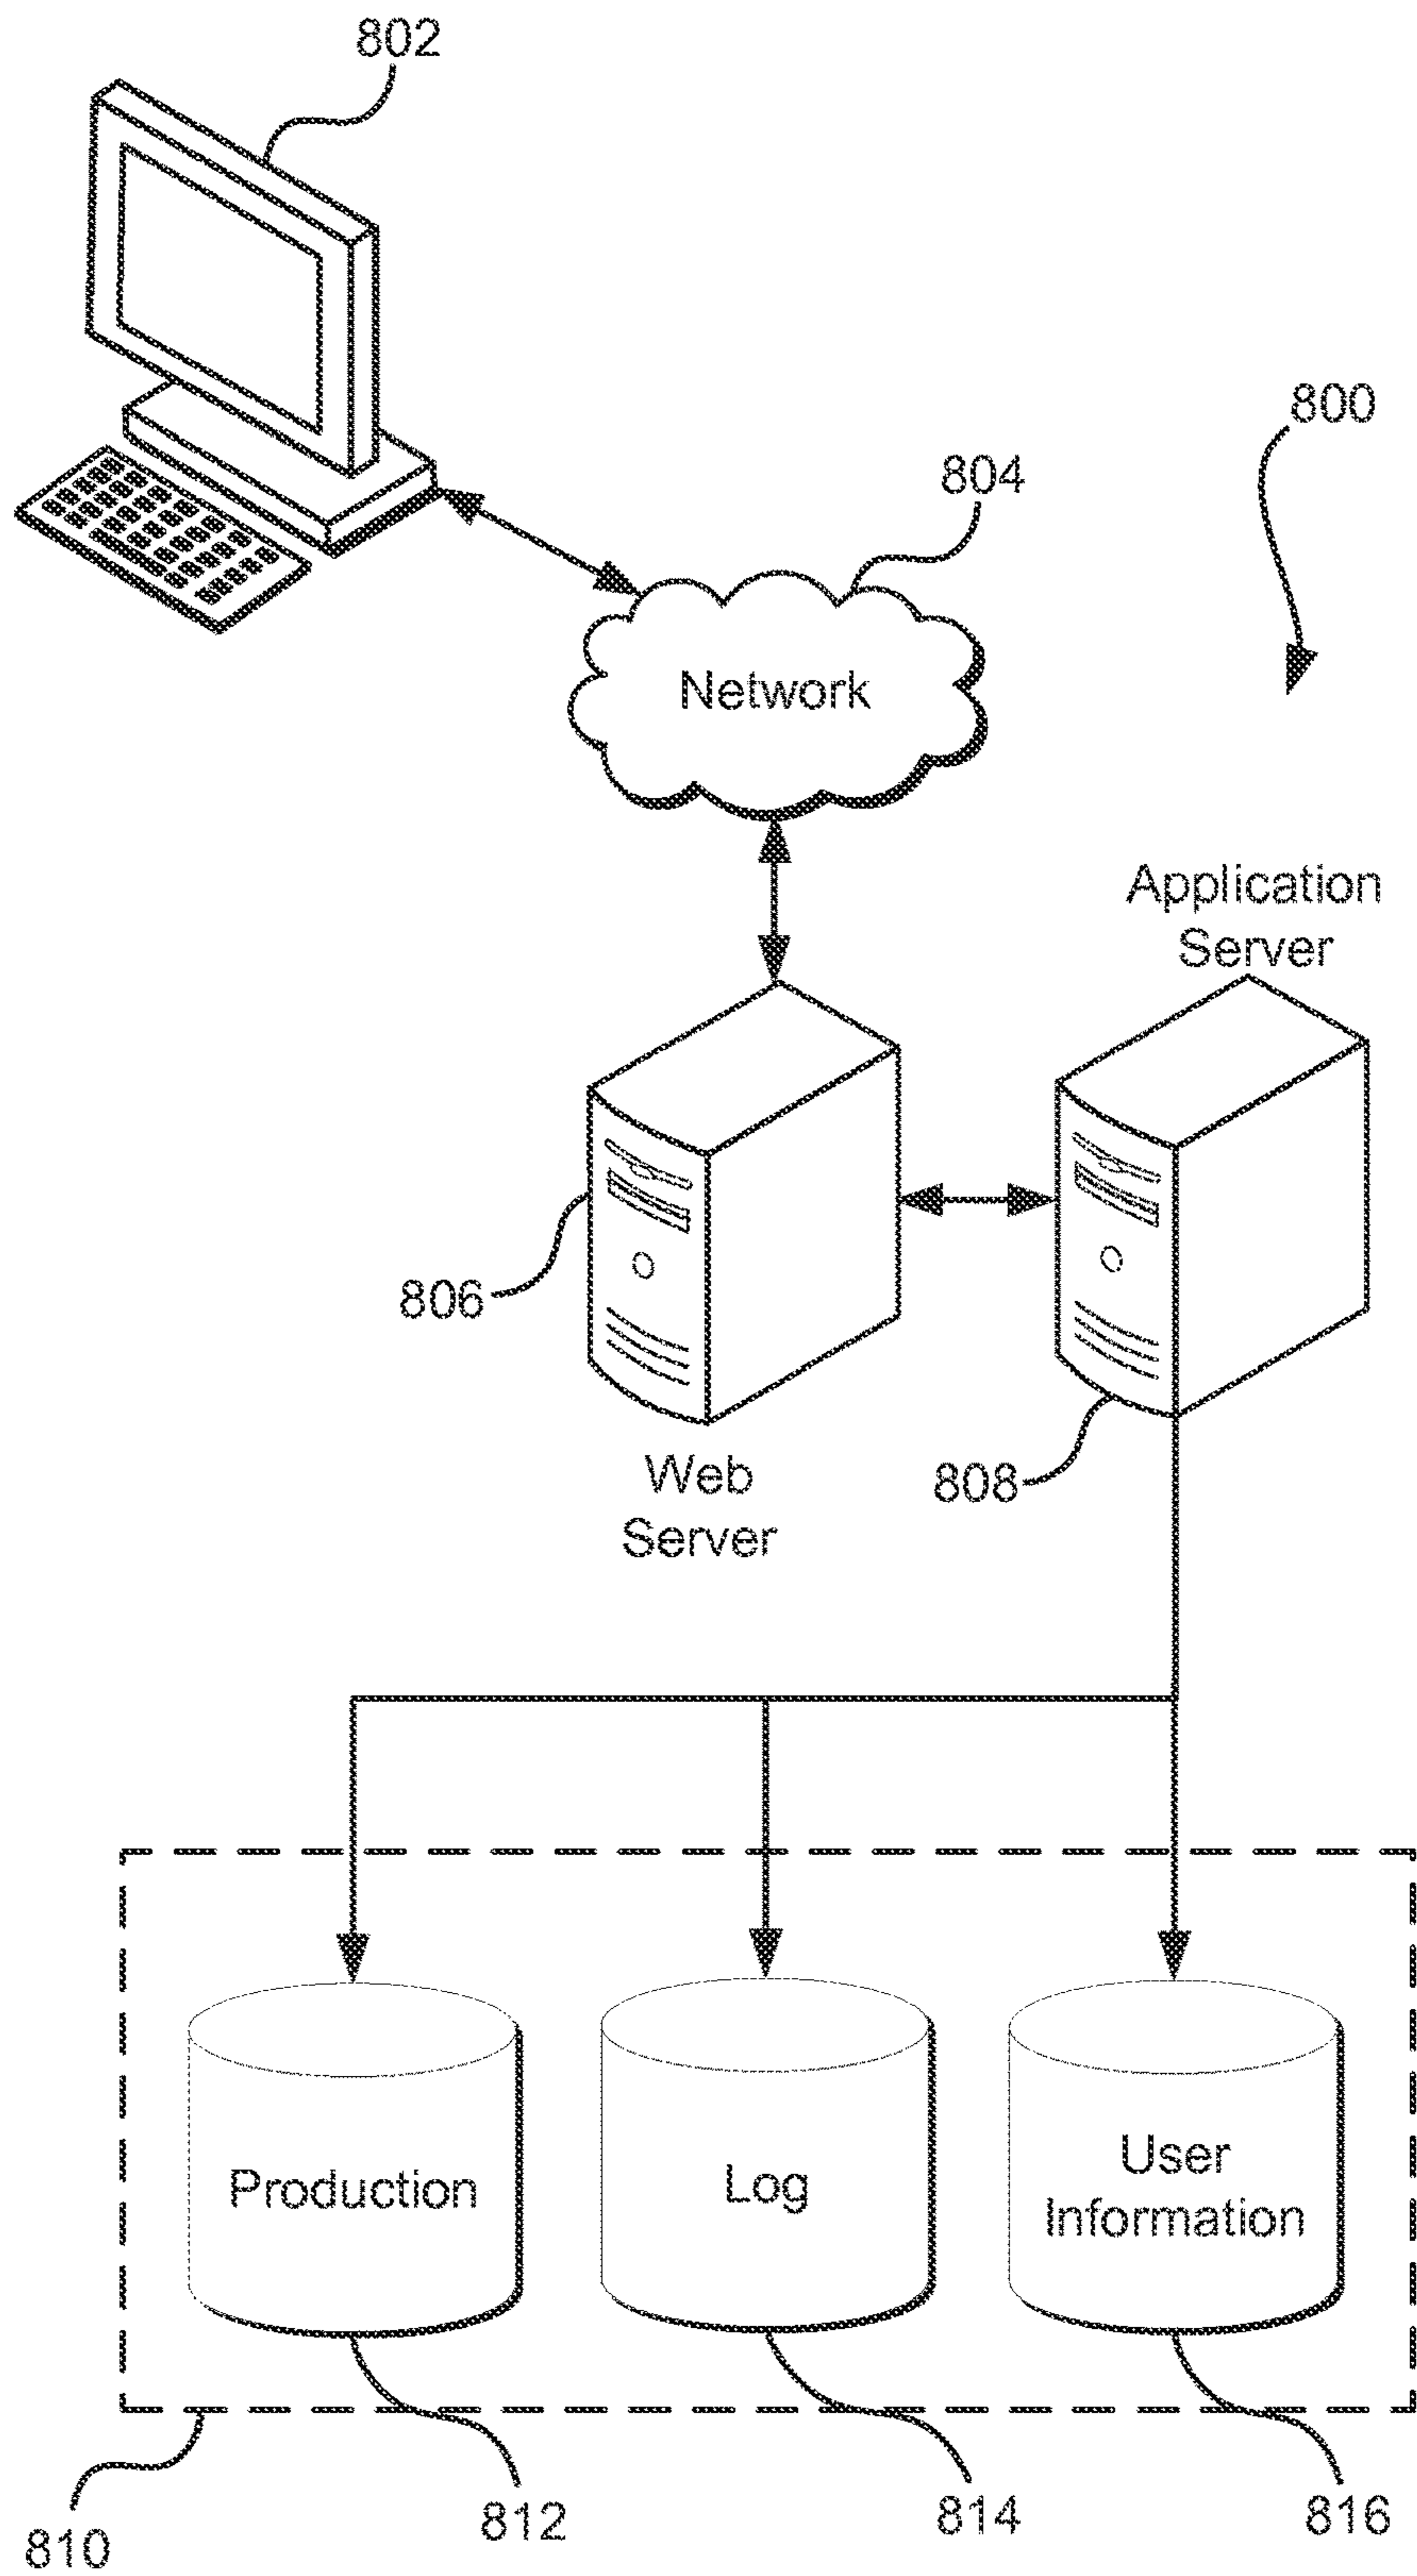 802
800
804
Network
Application
Server
806
808
Web
Server
Production
Log
User
Information
810
812
814
816